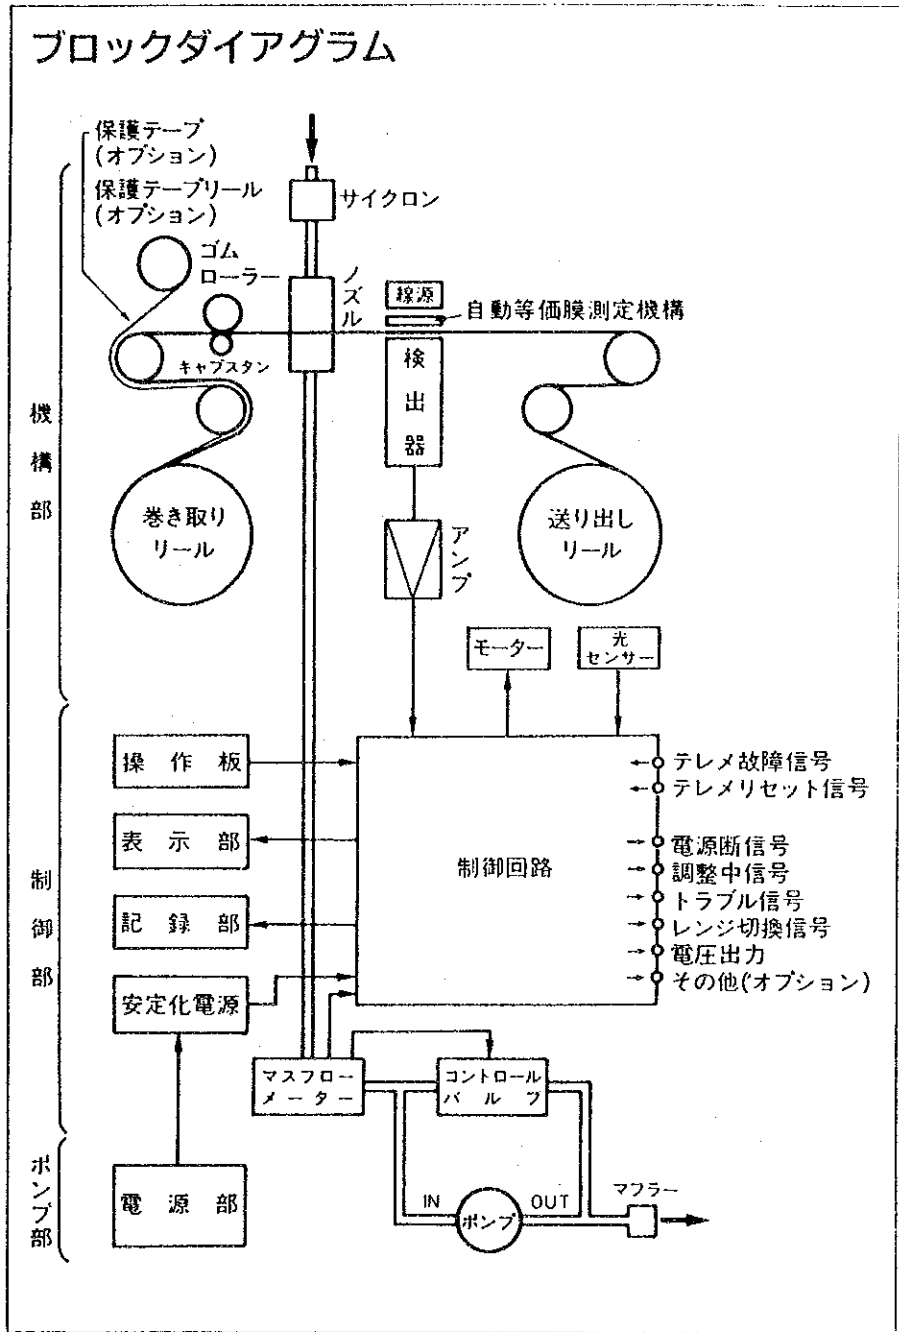 ブロックダイアグラム
保護テープ
(オプション)
保護テープリール
(オプション)
ゴム
ローラー
キャプスタン
サイクロン
ノズル
線源
自動等価膜測定機構
検出器
アンプ
巻き取り
リール
送り出し
リール
モーター
光
センサー
機構部
操作板
表示部
記録部
安定化電源
制御回路
テレメ故障信号
テレメリセット信号
電源断信号
調整中信号
トラブル信号
レンジ切換信号
電圧出力
その他(オプション)
制御部
マスフロー
メーター
コントロール
バルブ
ポンプ部
電源部
IN
ポンプ
OUT
マフラー